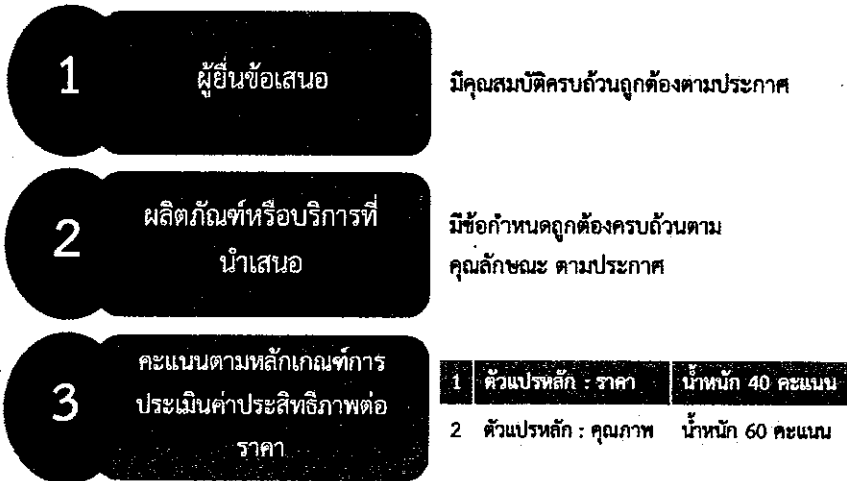 1
ผู้ยื่นข้อเสนอ
มีคุณสมบัติครบถ้วนถูกต้องตามประกาศ
2
ผลิตภัณฑ์หรือบริการที่
นำเสนอ
มีข้อกำหนดถูกต้องครบถ้วนตาม
คุณลักษณะ ตามประกาศ
3
คะแนนตามหลักเกณฑ์การ
ประเมินค่าประสิทธิภาพต่อ
ราคา
1 ตัวแปรหลัก : ราคา น้ำหนัก 40 คะแนน
2 ตัวแปรหลัก : คุณภาพ น้ำหนัก 60 คะแนน